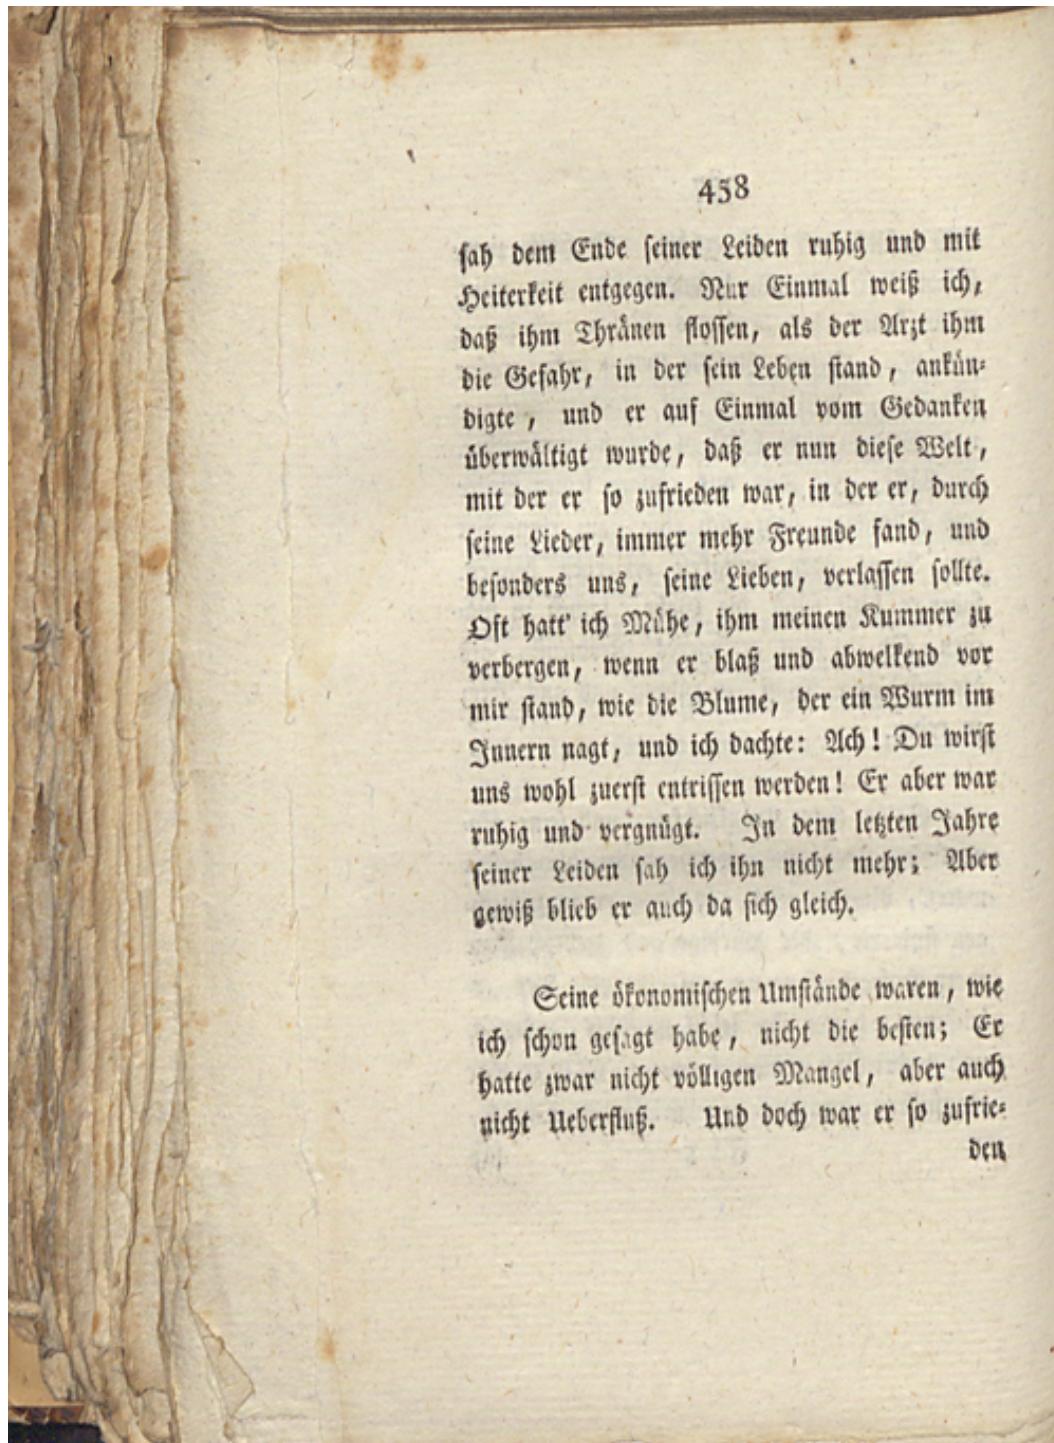 458
sah dem Ende seiner Leiden ruhig und mit
Heiterkeit entgegen. Nur Einmal weiß ich,
daß ihm Thränen flossen, als der Arzt ihm
die Gefahr, in der sein Leben stand, ankün-
digte, und er auf Einmal vom Gedanken
überwältigt wurde, daß er nun diese Welt,
mit der er so zufrieden war, in der er, durch
seine Lieder, immer mehr Freunde fand, und
besonders uns, seine Lieben, verlassen sollte.
Oft hatt' ich Mühe, ihm meinen Kummer zu
verbergen, wenn er blaß und abwelkend vor
mir stand, wie die Blume, der ein Wurm im
Innern nagt, und ich dachte: Ach! Du wirst
uns wohl zuerst entrissen werden! Er aber war
ruhig und vergnügt. In dem letzten Jahre
seiner Leiden sah ich ihn nicht mehr; Aber
gewiß blieb er auch da sich gleich.
Seine ökonomischen Umstände waren, wie
ich schon gesagt habe, nicht die besten; Er
hatte zwar nicht völligen Mangel, aber auch
nicht Ueberfluß. Und doch war er so zufrie-
den